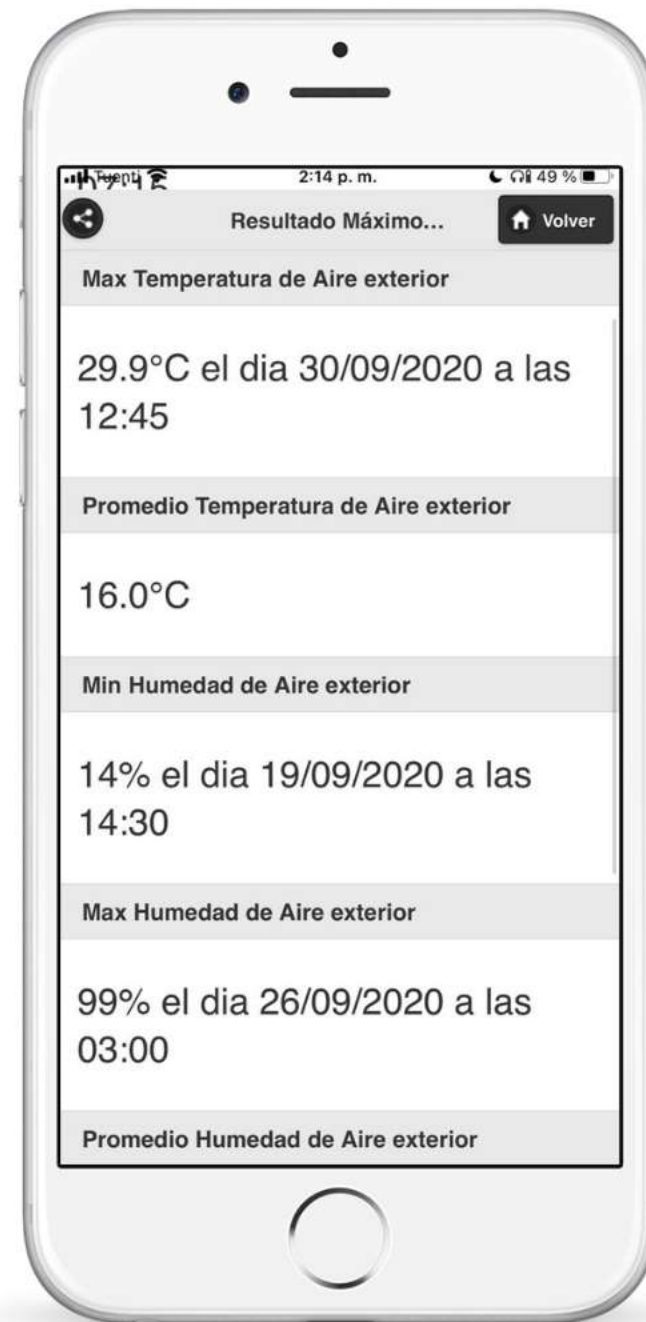 Tuenti 2:14 p. m. 49 %
Resultado Máximo... Volver
Max Temperatura de Aire exterior
29.9°C el dia 30/09/2020 a las
12:45
Promedio Temperatura de Aire exterior
16.0°C
Min Humedad de Aire exterior
14% el dia 19/09/2020 a las
14:30
Max Humedad de Aire exterior
99% el dia 26/09/2020 a las
03:00
Promedio Humedad de Aire exterior